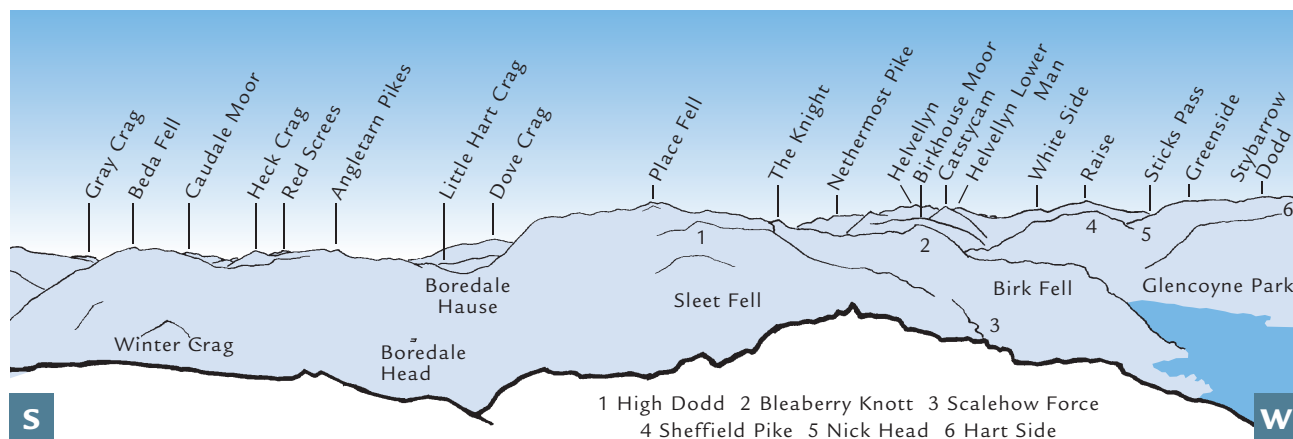 Gray Crag
Beda Fell
Caudale Moor
Heck Crag
Red Screes
Angletarn Pikes
Little Hart Crag
Dove Crag
Place Fell
The Knight
Nethermost Pike
Helvellyn
Birkhouse Moor
Catstycam
Helvellyn Lower
Man
White Side
Raise
Sticks Pass
Greenside
Stybarrow
Dodd
1
2
4
5
6
Boredale
Hause
Sleet Fell
Birk Fell
Glencoyne Park
3
Winter Crag
Boredale
Head
S
W
1 High Dodd 2 Bleaberry Knott 3 Scalehow Force
4 Sheffield Pike 5 Nick Head 6 Hart Side